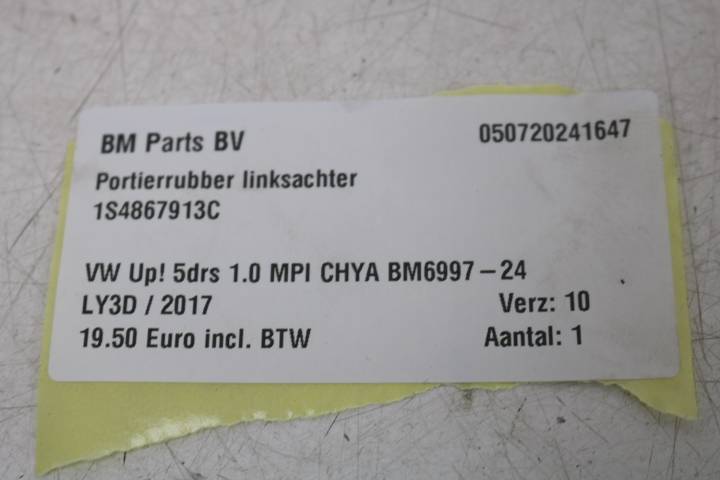 BM Parts BV 050720241647
Portierrubber linksachter
1S4867913C
VW Up! 5drs 1.0 MPI CHYA BM6997-24
LY3D / 2017 Verz: 10
19.50 Euro incl. BTW Aantal: 1